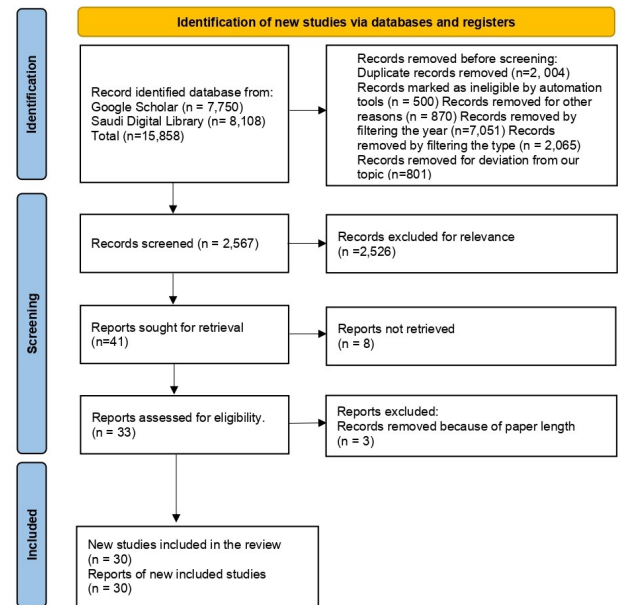 Identification of new studies via databases and registers
Identification
Record identified database from:
Google Scholar (n = 7,750)
Saudi Digital Library (n= 8,108)
Total (n=15,858)
Records removed before screening:
Duplicate records removed (n=2, 004)
Records marked as ineligible by automation
tools (n = 500) Records removed for other
reasons (n = 870) Records removed by
filtering the year (n=7,051) Records
removed by filtering the type (n = 2,065)
Records removed for deviation from our
topic (n=801)
Screening
Records screened (n = 2,567)
Records excluded for relevance
(n =2,526)
Reports sought for retrieval
(n=41)
Reports not retrieved
(n = 8)
Reports assessed for eligibility.
(n = 33)
Reports excluded:
Records removed because of paper length
(n = 3)
Included
New studies included in the review
(n = 30)
Reports of new included studies
(n = 30)